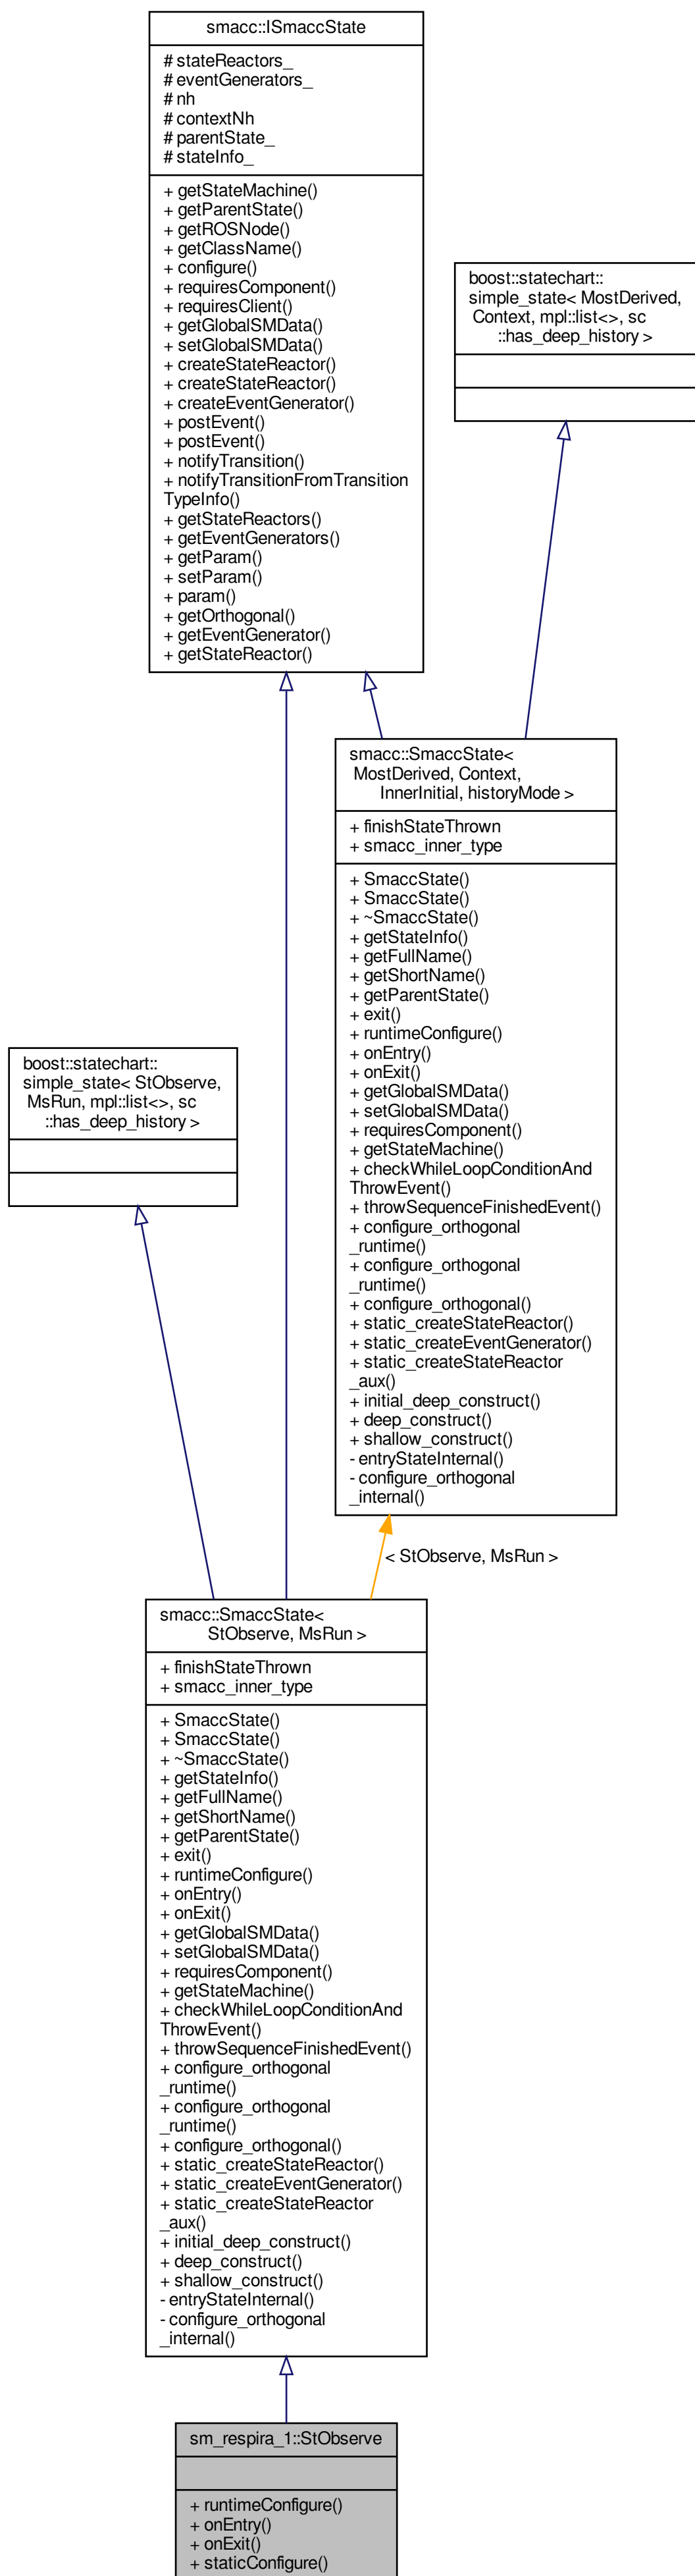 smacc::ISmaccState
# stateReactors_
# eventGenerators_
# nh
# contextNh
# parentState_
# stateInfo_
+ getStateMachine()
+ getParentState()
+ getROSNode()
+ getClassName()
+ configure()
+ requiresComponent()
+ requiresClient()
+ getGlobalSMData()
+ setGlobalSMData()
+ createStateReactor()
+ createStateReactor()
+ createEventGenerator()
+ postEvent()
+ postEvent()
+ notifyTransition()
+ notifyTransitionFromTransition
TypeInfo()
+ getStateReactors()
+ getEventGenerators()
+ getParam()
+ setParam()
+ param()
+ getOrthogonal()
+ getEventGenerator()
+ getStateReactor()
boost::statechart::
simple_state< MostDerived,
Context, mpl::list<>, sc
::has_deep_history >
smacc::SmaccState<
MostDerived, Context,
InnerInitial, historyMode >
+ finishStateThrown
+ smacc_inner_type
+ SmaccState()
+ SmaccState()
+ ~SmaccState()
+ getStateInfo()
+ getFullName()
+ getShortName()
+ getParentState()
+ exit()
+ runtimeConfigure()
+ onEntry()
+ onExit()
+ getGlobalSMData()
+ setGlobalSMData()
+ requiresComponent()
+ getStateMachine()
+ checkWhileLoopConditionAnd
ThrowEvent()
+ throwSequenceFinishedEvent()
+ configure_orthogonal
_runtime()
+ configure_orthogonal
_runtime()
+ configure_orthogonal()
+ static_createStateReactor()
+ static_createEventGenerator()
+ static_createStateReactor
_aux()
+ initial_deep_construct()
+ deep_construct()
+ shallow_construct()
- entryStateInternal()
- configure_orthogonal
_internal()
boost::statechart::
simple_state< StObserve,
MsRun, mpl::list<>, sc
::has_deep_history >
< StObserve, MsRun >
smacc::SmaccState<
StObserve, MsRun >
+ finishStateThrown
+ smacc_inner_type
+ SmaccState()
+ SmaccState()
+ ~SmaccState()
+ getStateInfo()
+ getFullName()
+ getShortName()
+ getParentState()
+ exit()
+ runtimeConfigure()
+ onEntry()
+ onExit()
+ getGlobalSMData()
+ setGlobalSMData()
+ requiresComponent()
+ getStateMachine()
+ checkWhileLoopConditionAnd
ThrowEvent()
+ throwSequenceFinishedEvent()
+ configure_orthogonal
_runtime()
+ configure_orthogonal
_runtime()
+ configure_orthogonal()
+ static_createStateReactor()
+ static_createEventGenerator()
+ static_createStateReactor
_aux()
+ initial_deep_construct()
+ deep_construct()
+ shallow_construct()
- entryStateInternal()
- configure_orthogonal
_internal()
sm_respira_1::StObserve
+ runtimeConfigure()
+ onEntry()
+ onExit()
+ staticConfigure()